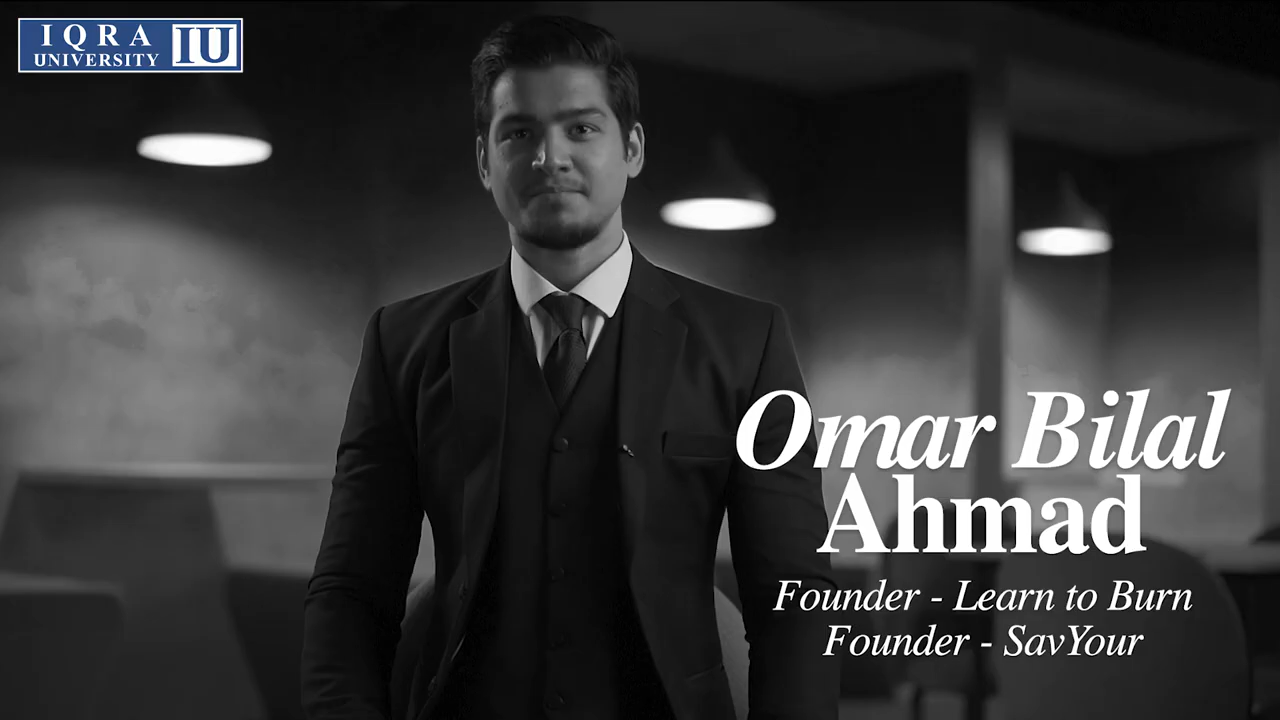 IQRA
UNIVERSITY IU
Omar Bilal
Ahmad
Founder - Learn to Burn
Founder - SavYour